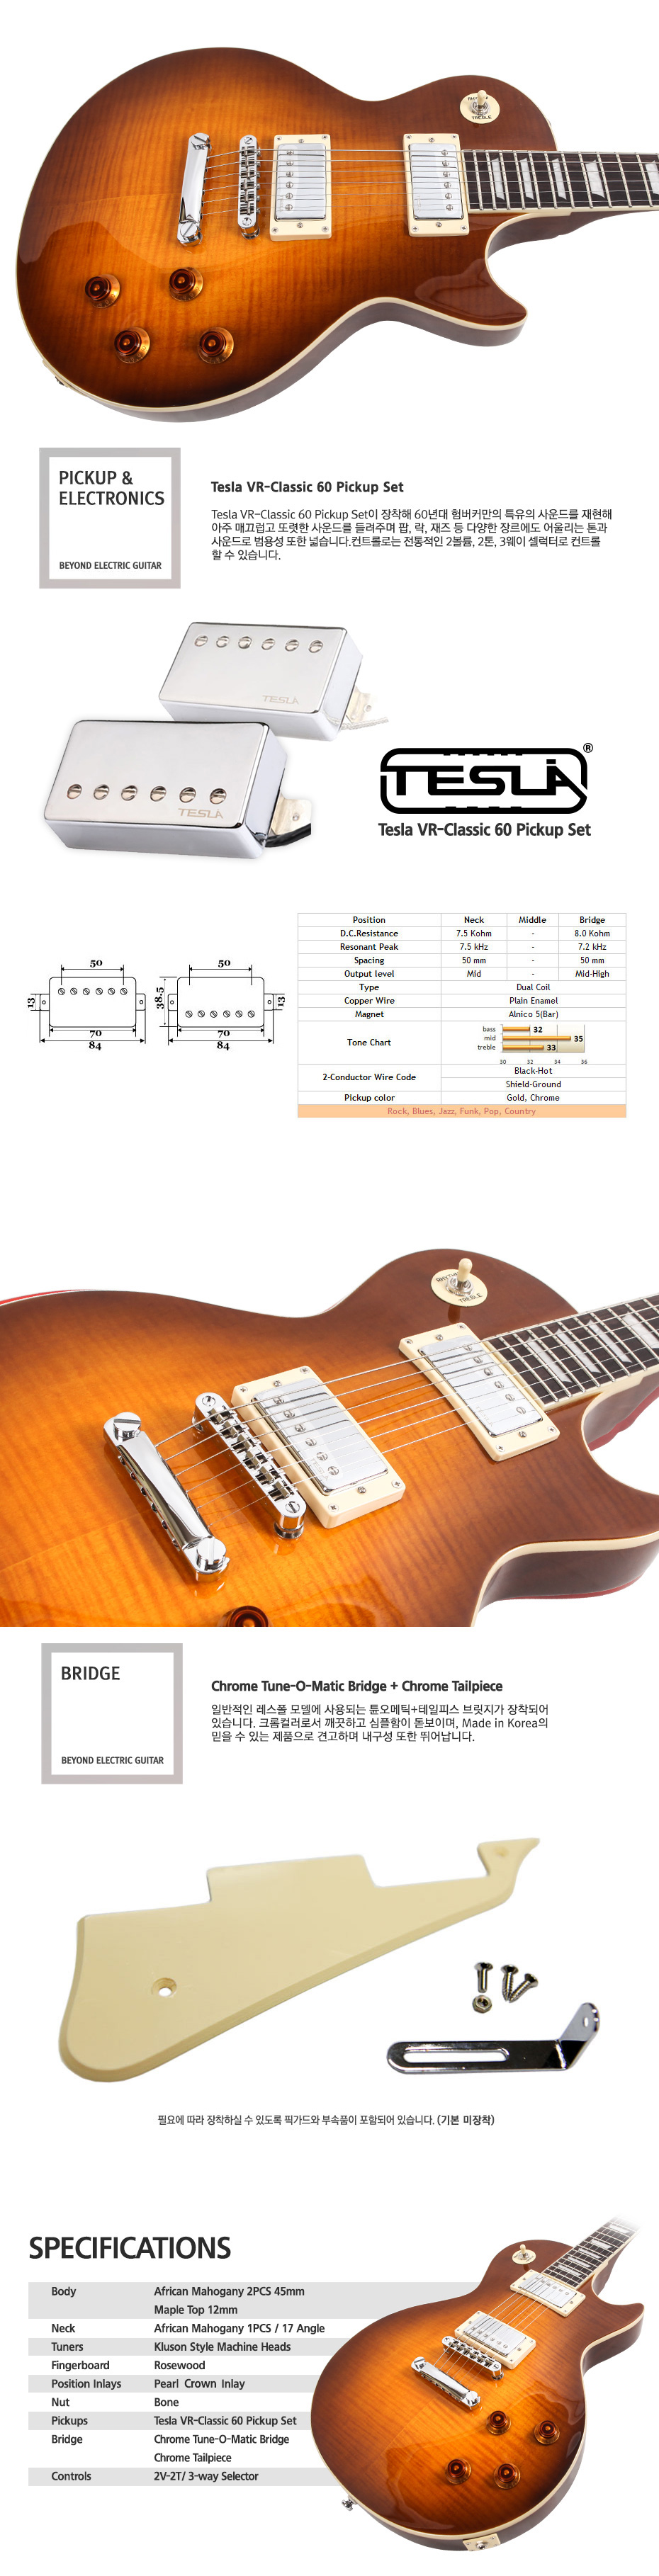 RHYTHM
TREBLE
PICKUP &
ELECTRONICS
BEYOND ELECTRIC GUITAR
Tesla VR-Classic 60 Pickup Set
Tesla VR-Classic 60 Pickup Set이 장착해 60년대 험버커만의 특유의 사운드를 재현해
아주 매끄럽고 또렷한 사운드를 들려주며 팝, 락, 재즈 등 다양한 장르에도 어울리는 톤과
사운드로 범용성 또한 넓습니다.컨트롤로는 전통적인 2볼륨, 2톤, 3웨이 셀럭터로 컨트롤
할 수 있습니다.
TESLA
TESLA
TESLA®
Tesla VR-Classic 60 Pickup Set
50
13
70
84
50
38.5
13
70
84
Position Neck Middle Bridge
D.C.Resistance 7.5 Kohm - 8.0 Kohm
Resonant Peak 7.5 kHz - 7.2 kHz
Spacing 50 mm - 50 mm
Output level Mid - Mid-High
Type Dual Coil
Copper Wire Plain Enamel
Magnet Alnico 5(Bar)
Tone Chart
bass 32
mid 35
treble 33
30 32 34 36
2-Conductor Wire Code
Black-Hot
Shield-Ground
Pickup color Gold, Chrome
Rock, Blues, Jazz, Funk, Pop, Country
RHYTHM
TREBLE
BRIDGE
BEYOND ELECTRIC GUITAR
Chrome Tune-O-Matic Bridge + Chrome Tailpiece
일반적인 레스폴 모델에 사용되는 튠오메틱+테일피스 브릿지가 장착되어
있습니다. 크롬컬러로서 깨끗하고 심플함이 돋보이며, Made in Korea의
믿을 수 있는 제품으로 견고하며 내구성 또한 뛰어납니다.
필요에 따라 장착하실 수 있도록 픽가드와 부속품이 포함되어 있습니다. (기본 미장착)
SPECIFICATIONS
Body African Mahogany 2PCS 45mm
Maple Top 12mm
Neck African Mahogany 1PCS / 17 Angle
Tuners Kluson Style Machine Heads
Fingerboard Rosewood
Position Inlays Pearl Crown Inlay
Nut Bone
Pickups Tesla VR-Classic 60 Pickup Set
Bridge Chrome Tune-O-Matic Bridge
Chrome Tailpiece
Controls 2V-2T/ 3-way Selector